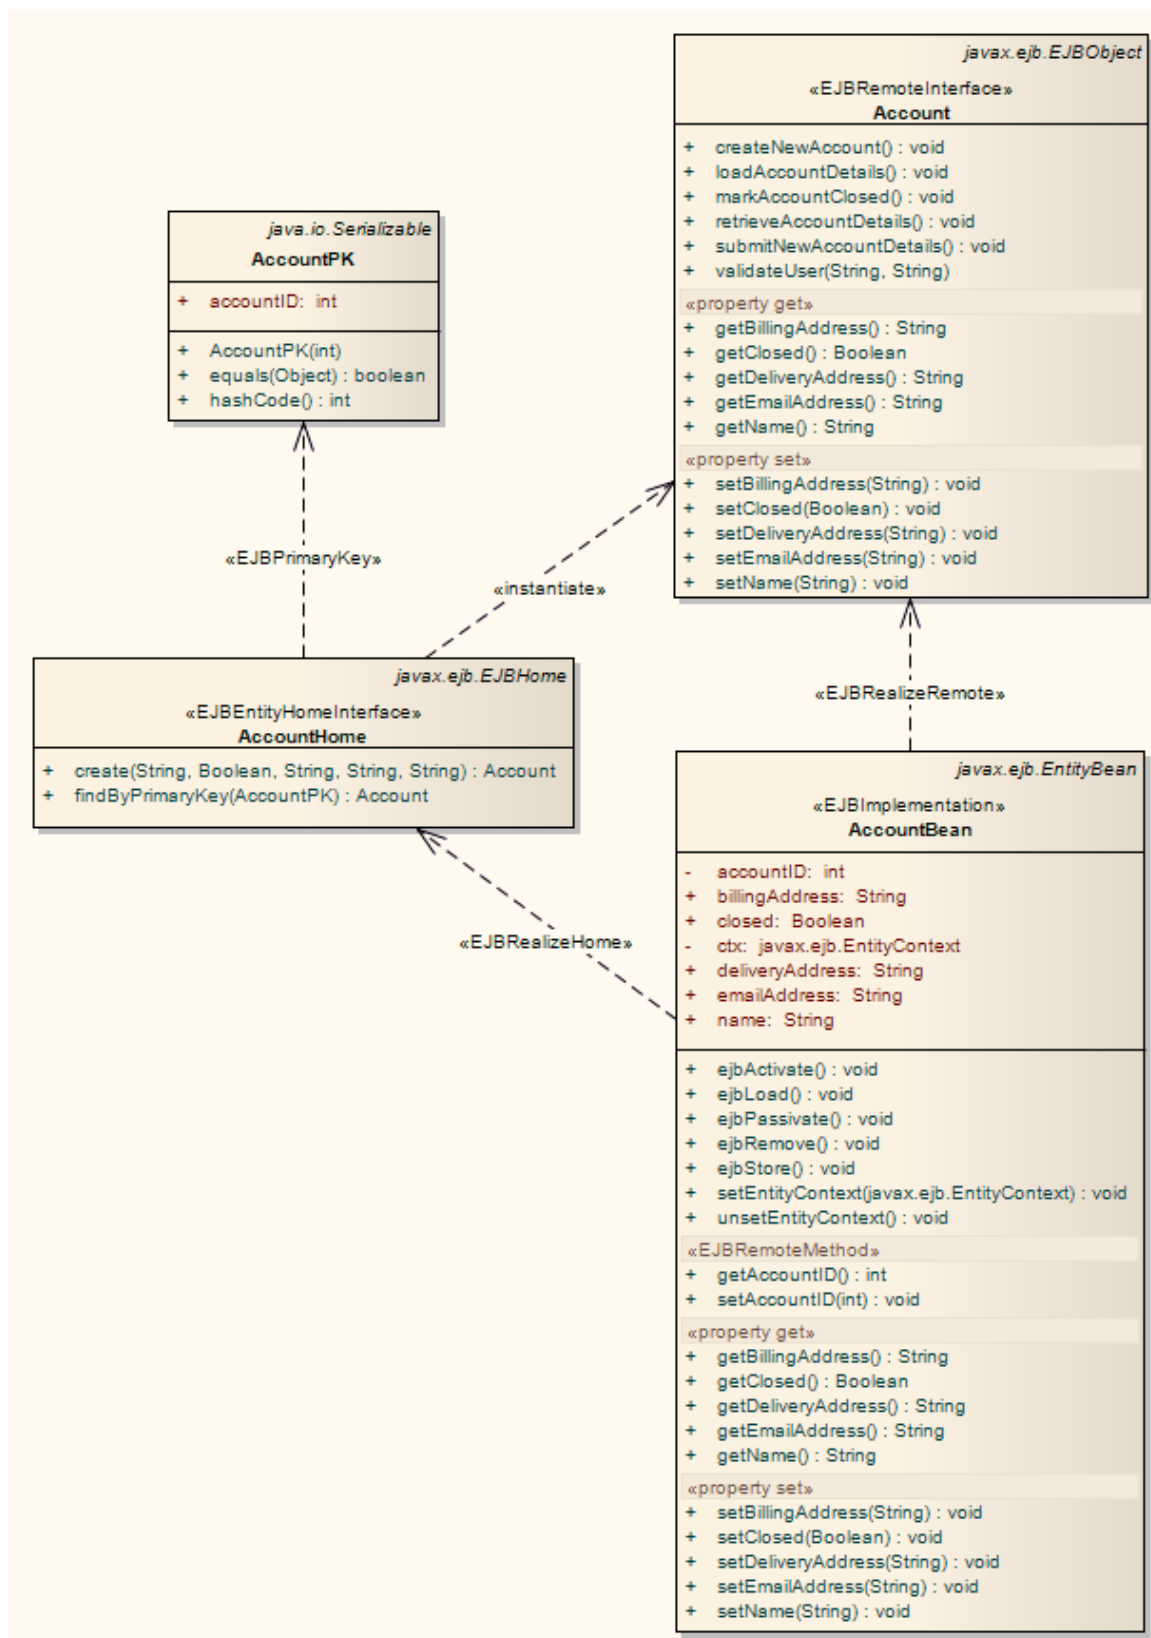 javax.ejb.EJBObject
«EJBRemoteInterface»
Account
+ createNewAccount() : void
+ loadAccountDetails() : void
+ markAccountClosed() : void
+ retrieveAccountDetails() : void
+ submitNewAccountDetails() : void
+ validateUser(String, String)
«property get»
+ getBillingAddress() : String
+ getClosed() : Boolean
+ getDeliveryAddress() : String
+ getEmailAddress() : String
+ getName() : String
«property set»
+ setBillingAddress(String) : void
+ setClosed(Boolean) : void
+ setDeliveryAddress(String) : void
+ setEmailAddress(String) : void
+ setName(String) : void
java.io.Serializable
AccountPK
+ accountID: int
+ AccountPK(int)
+ equals(Object) : boolean
+ hashCode() : int
«EJBPrimaryKey»
«instantiate»
javax.ejb.EJBHome
«EJBEntityHomeInterface»
AccountHome
+ create(String, Boolean, String, String, String) : Account
+ findByPrimaryKey(AccountPK) : Account
«EJBRealizeRemote»
«EJBRealizeHome»
javax.ejb.EntityBean
«EJBImplementation»
AccountBean
- accountID: int
+ billingAddress: String
+ closed: Boolean
- ctx: javax.ejb.EntityContext
+ deliveryAddress: String
+ emailAddress: String
+ name: String
+ ejbActivate() : void
+ ejbLoad() : void
+ ejbPassivate() : void
+ ejbRemove() : void
+ ejbStore() : void
+ setEntityContext(javax.ejb.EntityContext) : void
+ unsetEntityContext() : void
«EJBRemoteMethod»
+ getAccountID() : int
+ setAccountID(int) : void
«property get»
+ getBillingAddress() : String
+ getClosed() : Boolean
+ getDeliveryAddress() : String
+ getEmailAddress() : String
+ getName() : String
«property set»
+ setBillingAddress(String) : void
+ setClosed(Boolean) : void
+ setDeliveryAddress(String) : void
+ setEmailAddress(String) : void
+ setName(String) : void